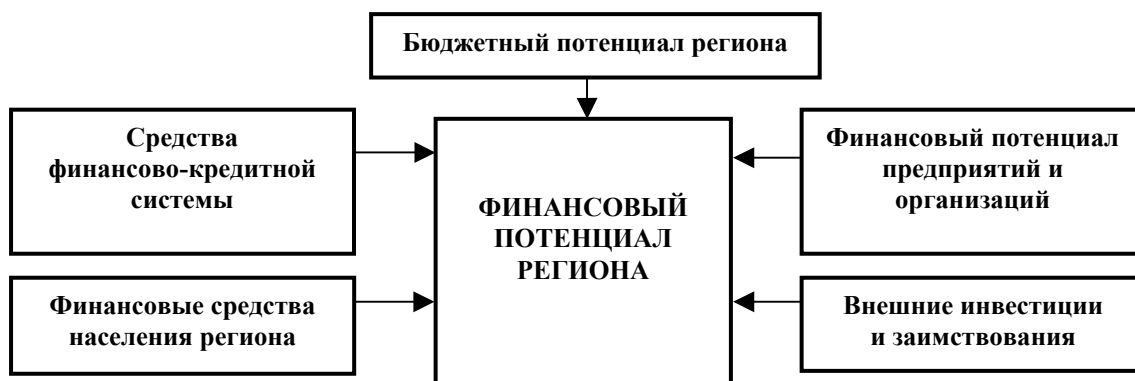 Бюджетный потенциал региона
Средства
финансово-кредитной
системы
Финансовый потенциал
предприятий и
организаций
ФИНАНСОВЫЙ
ПОТЕНЦИАЛ
РЕГИОНА
Финансовые средства
населения региона
Внешние инвестиции
и заимствования